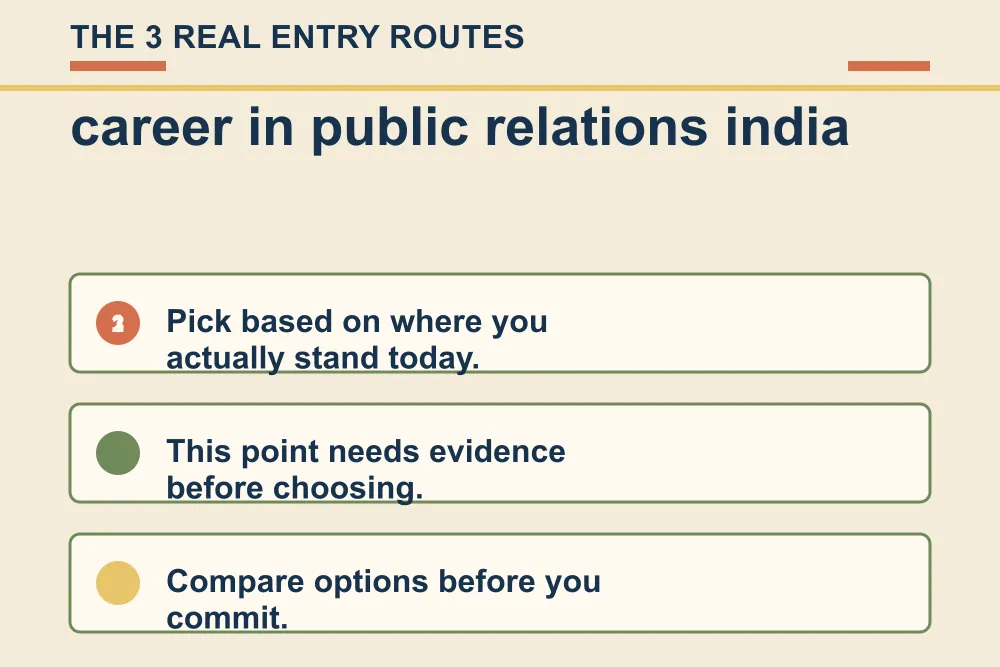 THE 3 REAL ENTRY ROUTES
career in public relations india
Pick based on where you
actually stand today.
This point needs evidence
before choosing.
Compare options before you
commit.